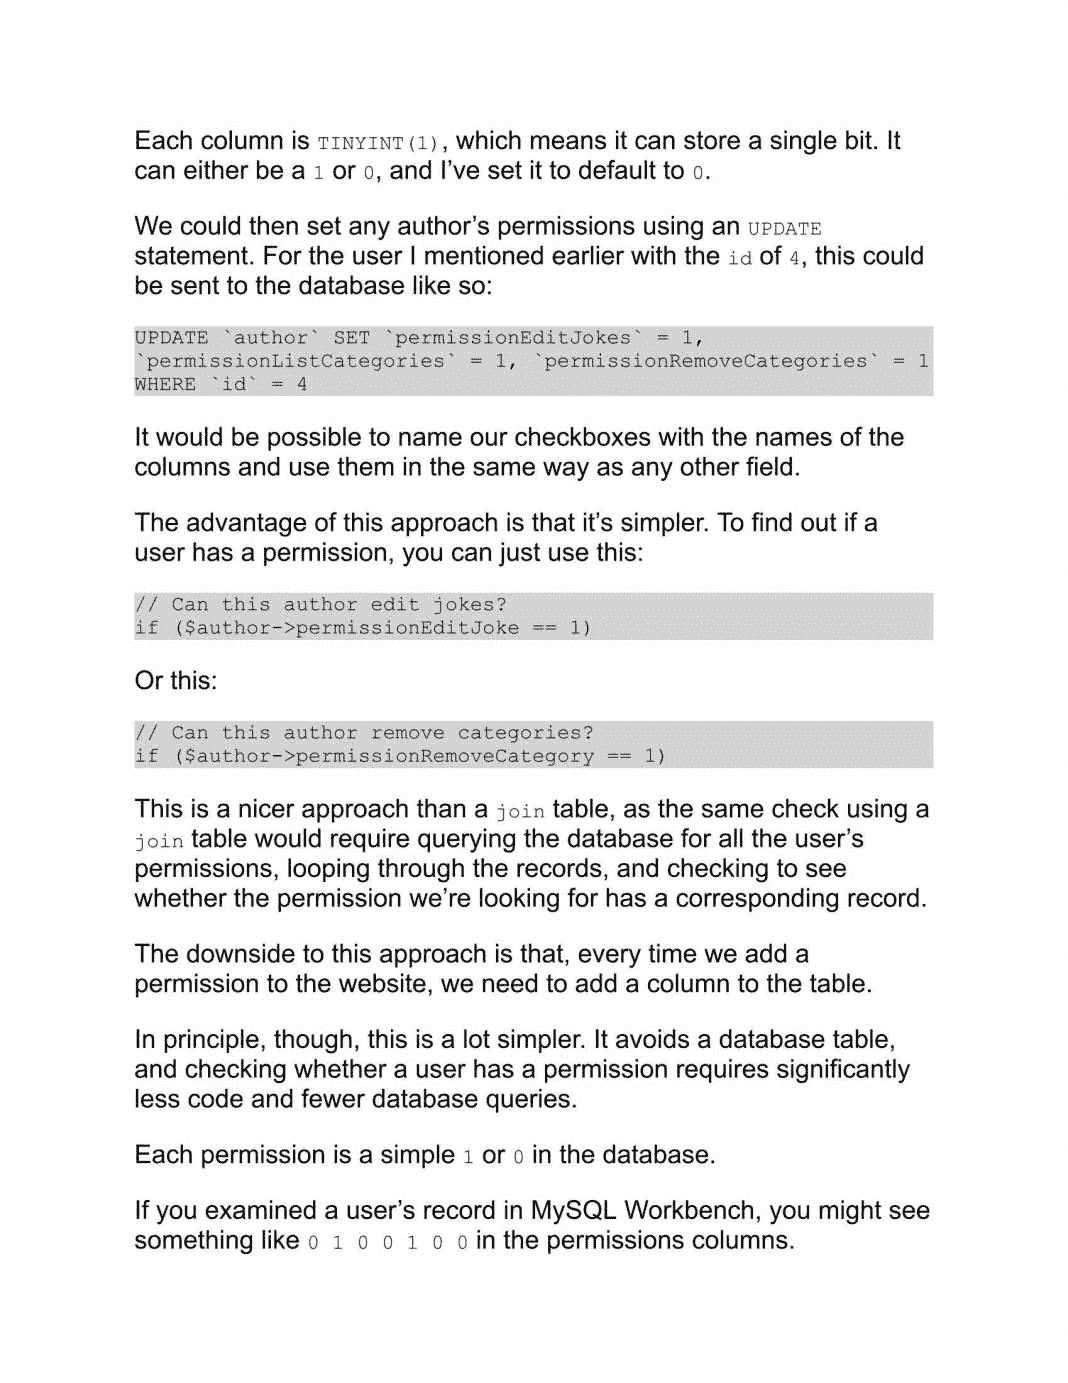 Each column is TINYINT(1), which means it can store a single bit. It
can either be a 1 or 0, and I’ve set it to default to 0.
We could then set any author’s permissions using an UPDATE
statement. For the user I mentioned earlier with the id of 4, this could
be sent to the database like so:
UPDATE `author` SET `permissionEditJokes` = 1,
`permissionListCategories` = 1, `permissionRemoveCategories` = 1
WHERE `id` = 4
It would be possible to name our checkboxes with the names of the
columns and use them in the same way as any other field.
The advantage of this approach is that it’s simpler. To find out if a
user has a permission, you can just use this:
// Can this author edit jokes?
if ($author->permissionEditJoke == 1)
Or this:
// Can this author remove categories?
if ($author->permissionRemoveCategory == 1)
This is a nicer approach than a join table, as the same check using a
join table would require querying the database for all the user’s
permissions, looping through the records, and checking to see
whether the permission we’re looking for has a corresponding record.
The downside to this approach is that, every time we add a
permission to the website, we need to add a column to the table.
In principle, though, this is a lot simpler. It avoids a database table,
and checking whether a user has a permission requires significantly
less code and fewer database queries.
Each permission is a simple 1 or 0 in the database.
If you examined a user’s record in MySQL Workbench, you might see
something like 0 1 0 0 1 0 0 in the permissions columns.